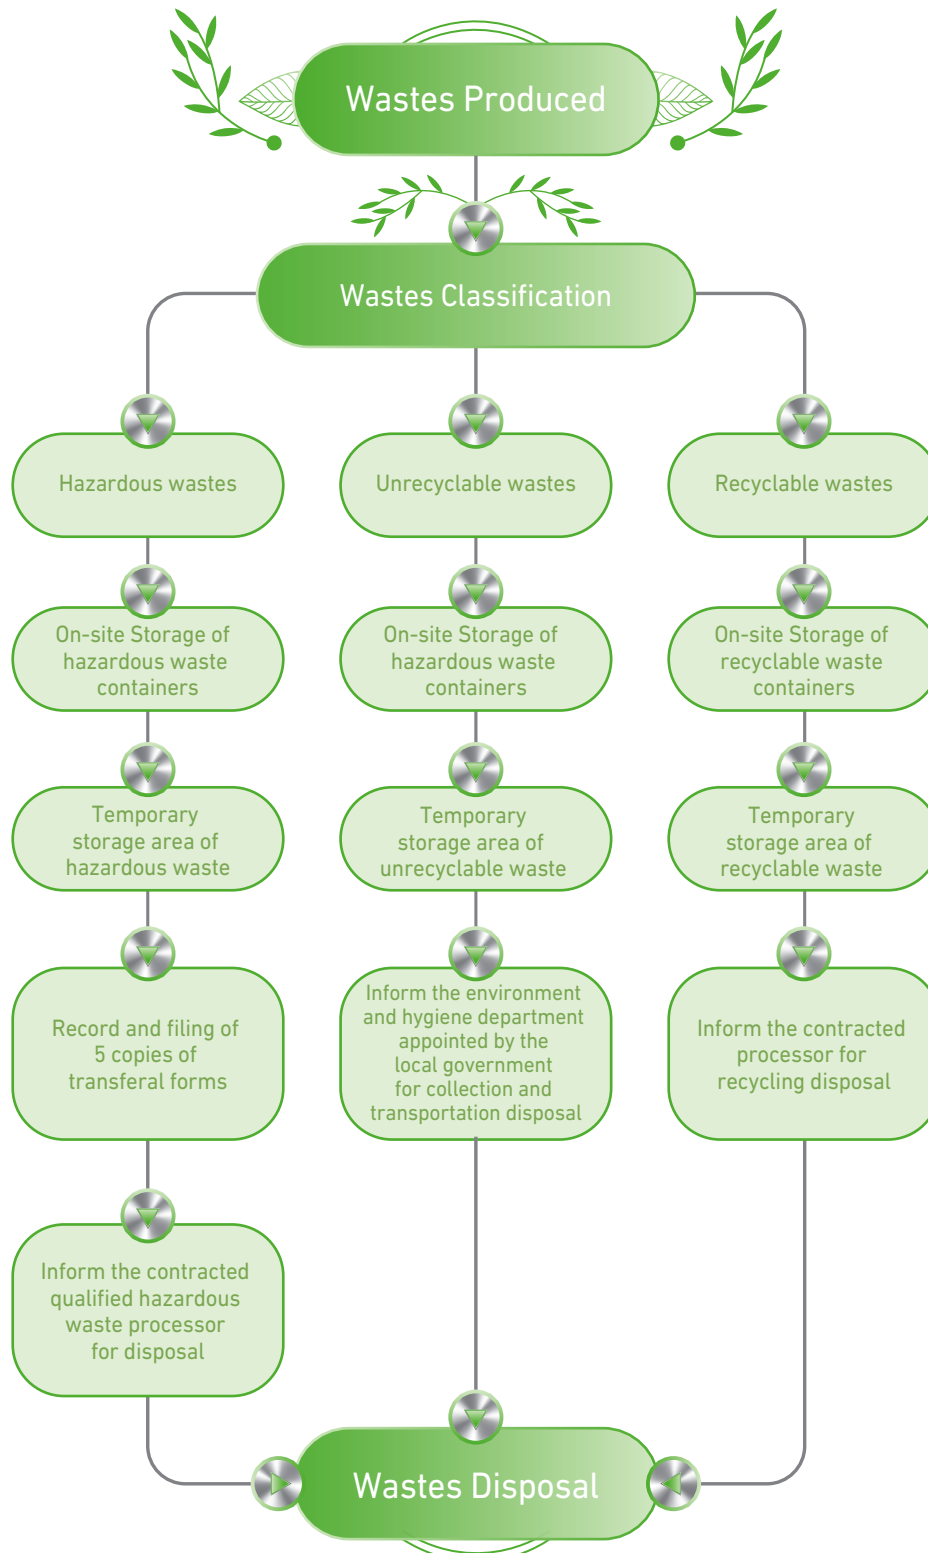 Wastes Produced
Wastes Classification
Hazardous wastes
Unrecyclable wastes
Recyclable wastes
On-site Storage of
hazardous waste
containers
On-site Storage of
hazardous waste
containers
On-site Storage of
recyclable waste
containers
Temporary
storage area of
hazardous waste
Temporary
storage area of
unrecyclable waste
Temporary
storage area of
recyclable waste
Record and filing of
5 copies of
transferal forms
Inform the environment
and hygiene department
appointed by the
local government
for collection and
transportation disposal
Inform the contracted
processor for
recycling disposal
Inform the contracted
qualified hazardous
waste processor
for disposal
Wastes Disposal